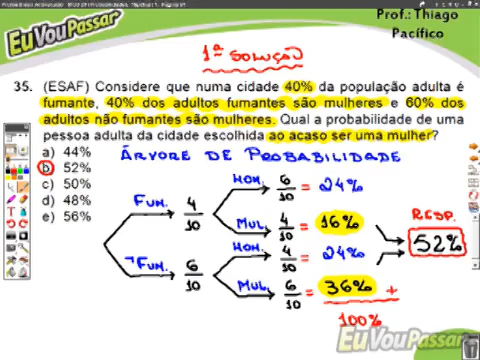 Prof.: Thiago
Pacífico
EuVouPassar
1ª SOLUÇÃO
35. (ESAF) Considere que numa cidade 40% da população adulta é
fumante, 40% dos adultos fumantes são mulheres e 60% dos
adultos não fumantes são mulheres. Qual a probabilidade de uma
pessoa adulta da cidade escolhida ao acaso ser uma mulher?
a) 44%
b) 52%
c) 50%
d) 48%
e) 56%
ÁRVORE DE PROBABILIDADE
FUM. 4/10
HOM. 6/10 = 24%
MUL. 4/10 = 16%
¬FUM. 6/10
HOM. 4/10 = 24%
MUL. 6/10 = 36% +
100%
RESP.
52%
EuVouPassar